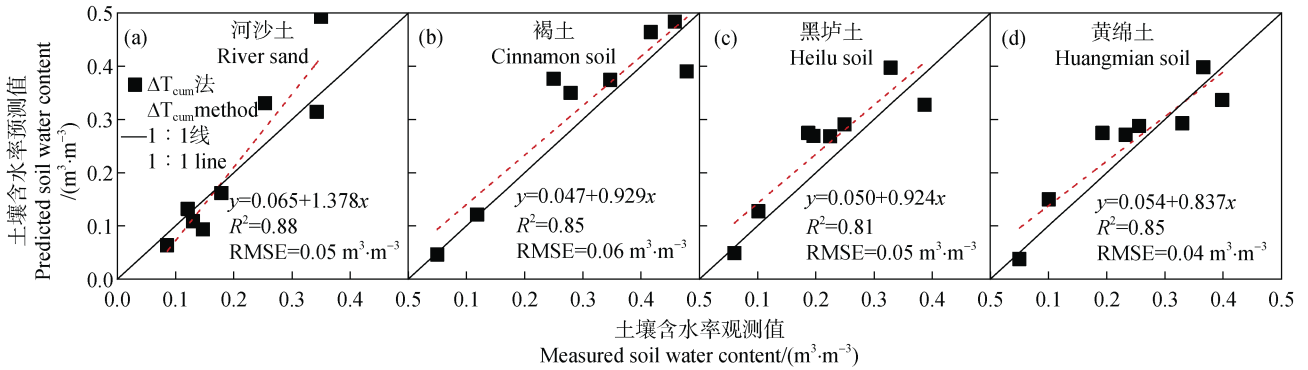 土壤含水率预测值
Predicted soil water content
/(m³·m⁻³)
0.5
0.4
0.3
0.2
0.1
0.0
(a)
河沙土
River sand
ΔTcum法
ΔTcummethod
1∶1线
1∶1 line
y=0.065+1.378x
R²=0.88
RMSE=0.05 m³·m⁻³
(b)
褐土
Cinnamon soil
y=0.047+0.929x
R²=0.85
RMSE=0.06 m³·m⁻³
(c)
黑垆土
Heilu soil
y=0.050+0.924x
R²=0.81
RMSE=0.05 m³·m⁻³
(d)
黄绵土
Huangmian soil
y=0.054+0.837x
R²=0.85
RMSE=0.04 m³·m⁻³
0.0 0.1 0.2 0.3 0.4 0.5 0.1 0.2 0.3 0.4 0.5 0.1 0.2 0.3 0.4 0.5 0.1 0.2 0.3 0.4 0.5
土壤含水率观测值
Measured soil water content/(m³·m⁻³)